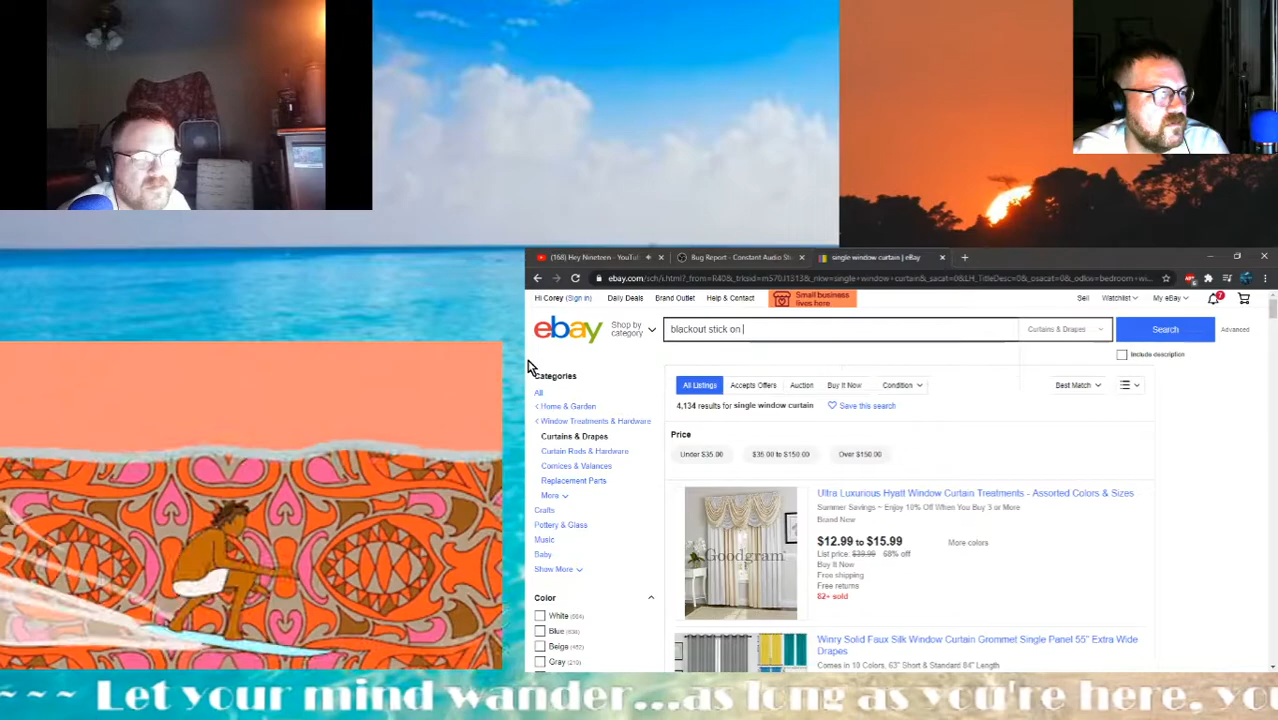 (168) Hey Nineteen - YouTu
Bug Report - Constant Audio St
single window curtain | eBay
Hi Corey (Sign in)
Daily Deals
Brand Outlet
Help & Contact
Small business
lives here
Sell
Watchlist
My eBay
ebay
Shop by
category
blackout stick on
Curtains & Drapes
Search
Advanced
Include description
Categories
All
Home & Garden
Window Treatments & Hardware
Curtains & Drapes
Curtain Rods & Hardware
Cornices & Valances
Replacement Parts
More
Crafts
Pottery & Glass
Music
Baby
Show More
Color
White
Blue
Beige
Gray
All Listings
Accepts Offers
Auction
Buy It Now
Condition
Best Match
4,134 results for single window curtain
Save this search
Price
Under $35.00
$35.00 to $150.00
Over $150.00
Goodgram
Ultra Luxurious Hyatt Window Curtain Treatments - Assorted Colors & Sizes
Summer Savings ~ Enjoy 10% Off When You Buy 3 or More
Brand New
$12.99 to $15.99
More colors
List price: $39.99 68% off
Buy It Now
Free shipping
Free returns
82+ sold
Winry Solid Faux Silk Window Curtain Grommet Single Panel 55" Extra Wide
Drapes
Comes in 10 Colors, 63" Short & Standard 84" Length
~ ~ ~ Let your mind wander...as long as you're here, yo